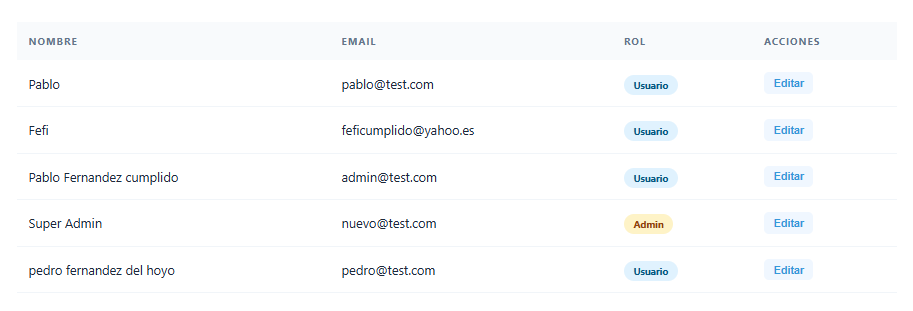 NOMBRE EMAIL ROL ACCIONES
Pablo pablo@test.com Usuario Editar
Fefi feficumplido@yahoo.es Usuario Editar
Pablo Fernandez cumplido admin@test.com Usuario Editar
Super Admin nuevo@test.com Admin Editar
pedro fernandez del hoyo pedro@test.com Usuario Editar